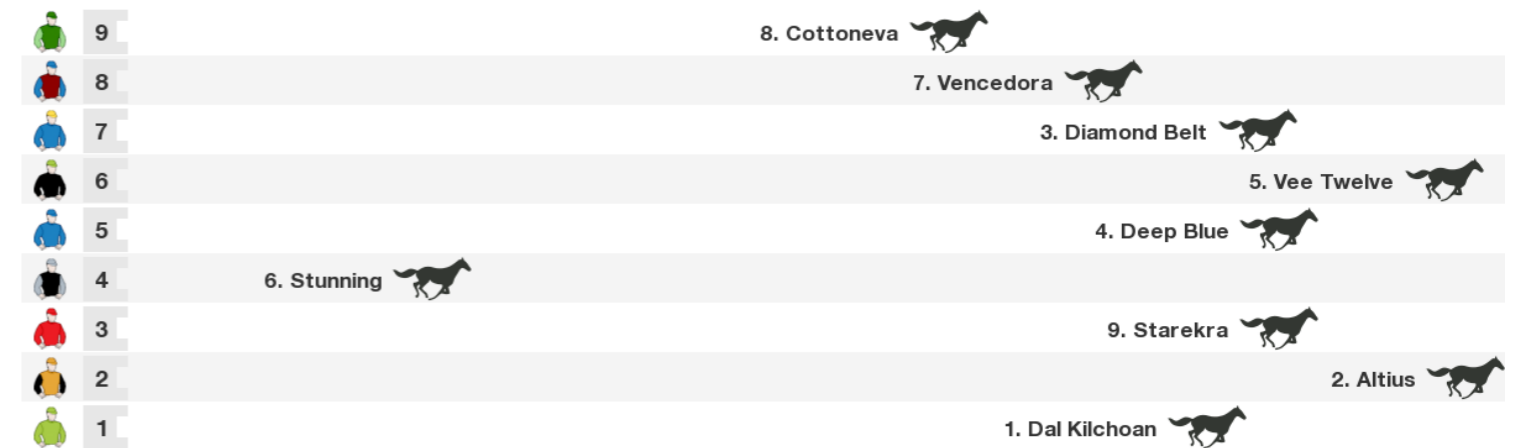 9 8. Cottoneva
8 7. Vencedora
7 3. Diamond Belt
6 5. Vee Twelve
5 4. Deep Blue
4 6. Stunning
3 9. Starekra
2 2. Altius
1 1. Dal Kilchoan